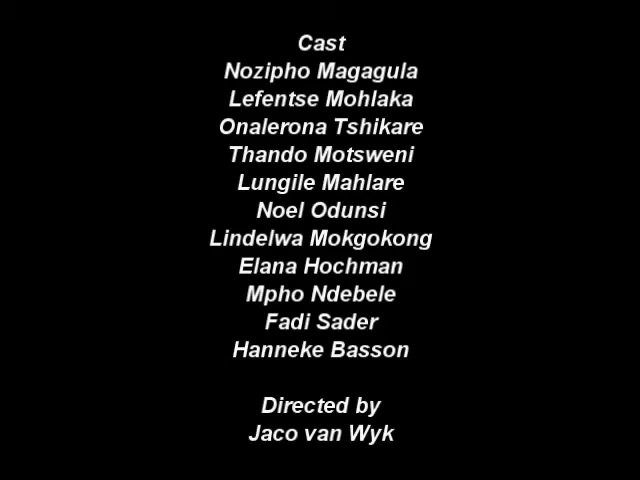 Cast
Nozipho Magagula
Lefentse Mohlaka
Onalerona Tshikare
Thando Motsweni
Lungile Mahlare
Noel Odunsi
Lindelwa Mokgokong
Elana Hochman
Mpho Ndebele
Fadi Sader
Hanneke Basson
Directed by
Jaco van Wyk